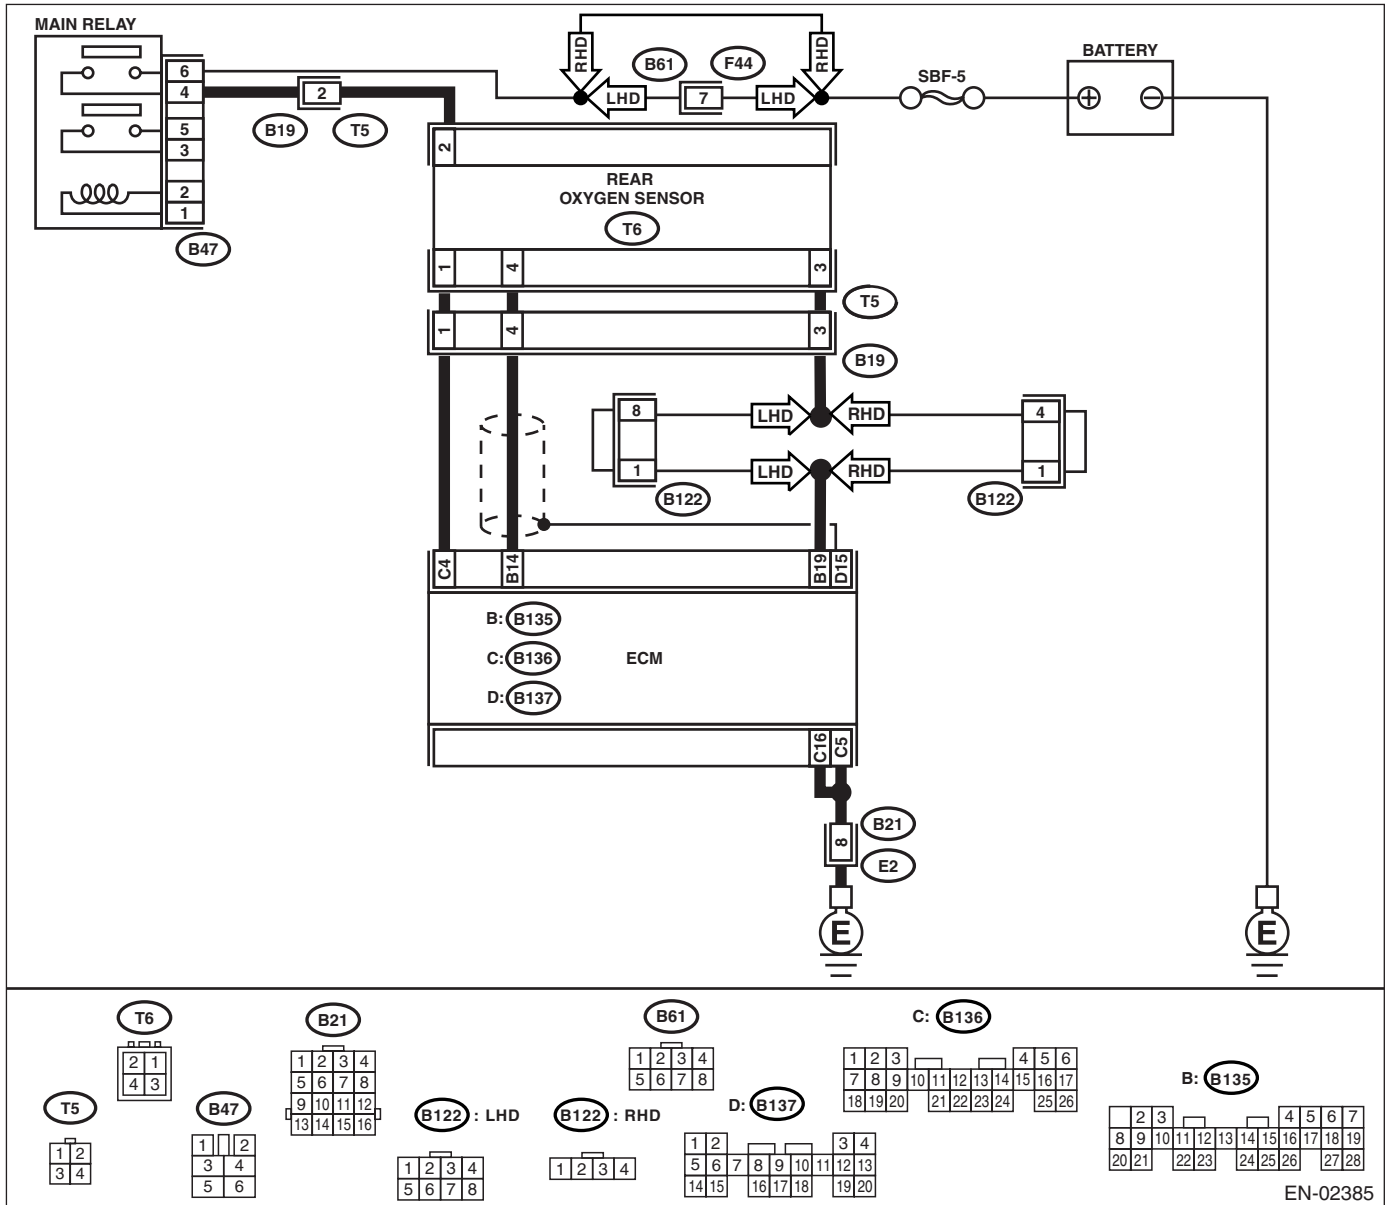 MAIN RELAY
6
4
5
3
2
1
B47
2
B19
T5
RHD
RHD
B61
F44
LHD
7
LHD
SBF-5
BATTERY
2
REAR
OXYGEN SENSOR
T6
1
4
3
T5
1
4
3
B19
8
LHD
RHD
4
1
LHD
RHD
1
B122
B122
C4
B14
B19
D15
B: B135
C: B136
ECM
D: B137
C16
C5
B21
8
E2
E
E
T6
2 1
4 3
T5
1 2
3 4
B47
1 2
3 4
5 6
B21
1 2 3 4
5 6 7 8
9 10 11 12
13 14 15 16
B122 : LHD
1 2 3 4
5 6 7 8
B122 : RHD
1 2 3 4
B61
1 2 3 4
5 6 7 8
D: B137
1 2 3 4
5 6 7 8 9 10 11 12 13
14 15 16 17 18 19 20
C: B136
1 2 3 4 5 6
7 8 9 10 11 12 13 14 15 16 17
18 19 20 21 22 23 24 25 26
B: B135
2 3 4 5 6 7
8 9 10 11 12 13 14 15 16 17 18 19
20 21 22 23 24 25 26 27 28
EN-02385